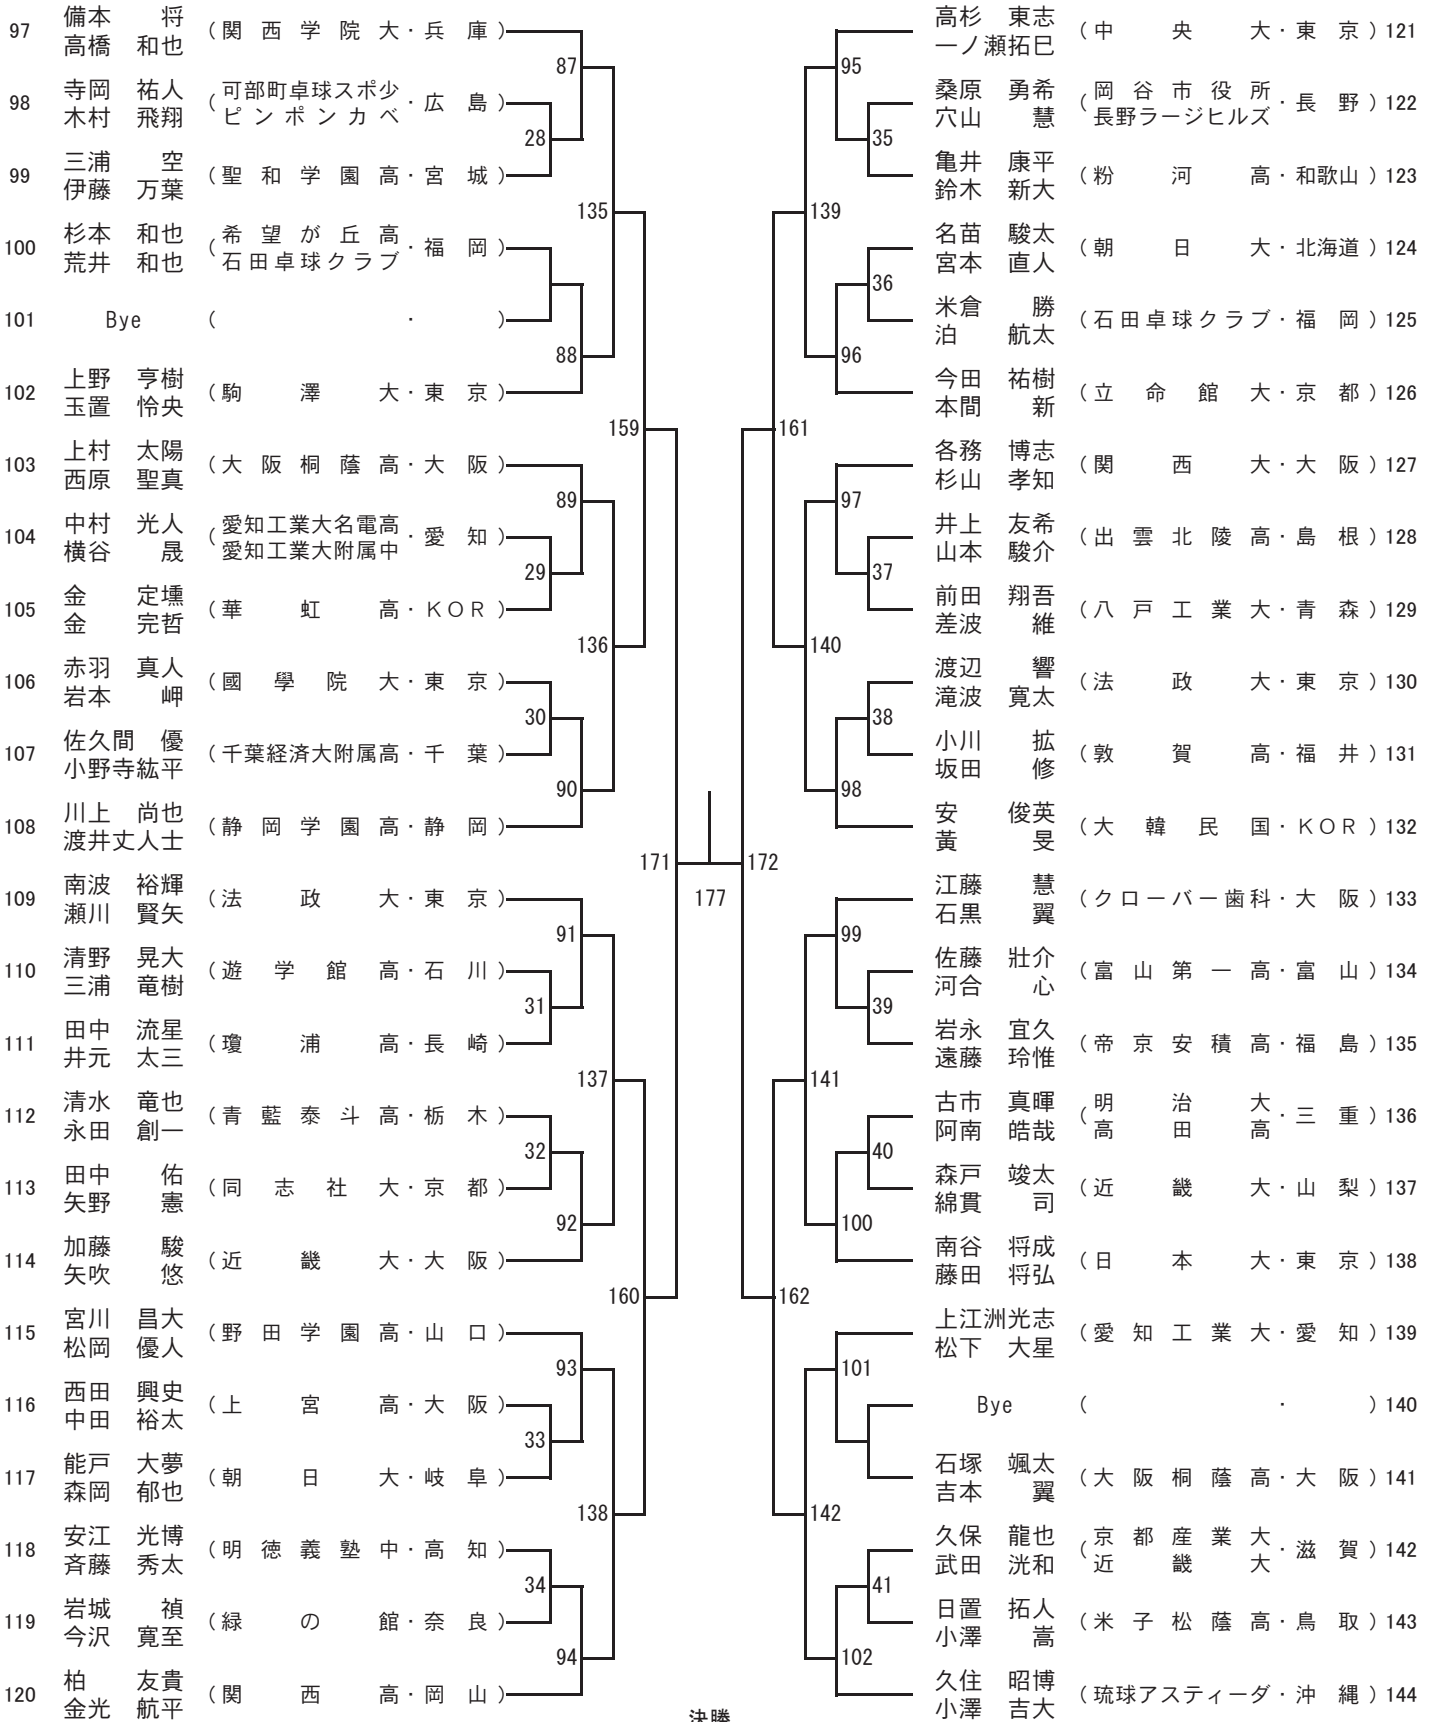 97 備本 将 (関西学院大・兵庫)
高橋 和也
87
98 寺岡 祐人 (可部町卓球スポ少・広島)
木村 飛翔 ピンポンカベ
28
99 三浦 空 (聖和学園高・宮城)
伊藤 万葉
135
100 杉本 和也 (希望が丘高・福岡)
荒井 和也 石田卓球クラブ
101 Bye ( ・ )
88
102 上野 亨樹 (駒澤大・東京)
玉置 怜央
159
103 上村 太陽 (大阪桐蔭高・大阪)
西原 聖真
89
104 中村 光人 (愛知工業大名電高・愛知)
横谷 晟 愛知工業大附属中
29
105 金 定壎 (華虹高・KOR)
金 完哲
136
106 赤羽 真人 (國學院大・東京)
岩本 岬
30
107 佐久間 優 (千葉経済大附属高・千葉)
小野寺紘平
90
108 川上 尚也 (静岡学園高・静岡)
渡井丈人士
171
109 南波 裕輝 (法政大・東京)
瀬川 賢矢
91
110 清野 晃大 (遊学館高・石川)
三浦 竜樹
31
111 田中 流星 (瓊浦高・長崎)
井元 太三
137
112 清水 竜也 (青藍泰斗高・栃木)
永田 創一
32
113 田中 佑 (同志社大・京都)
矢野 憲
92
114 加藤 駿 (近畿大・大阪)
矢吹 悠
160
115 宮川 昌大 (野田学園高・山口)
松岡 優人
93
116 西田 興史 (上宮高・大阪)
中田 裕太
33
117 能戸 大夢 (朝日大・岐阜)
森岡 郁也
138
118 安江 光博 (明徳義塾中・高知)
斉藤 秀太
34
119 岩城 禎 (緑の館・奈良)
今沢 寛至
94
120 柏 友貴 (関西高・岡山)
金光 航平
177
決勝
高杉 東志 (中央大・東京) 121
一ノ瀬拓巳
95
桑原 勇希 (岡谷市役所・長野) 122
穴山 慧 長野ラージヒルズ
35
亀井 康平 (粉河高・和歌山) 123
鈴木 新大
139
名苗 駿太 (朝日大・北海道) 124
宮本 直人
36
米倉 勝 (石田卓球クラブ・福岡) 125
泊 航太
96
今田 祐樹 (立命館大・京都) 126
本間 新
161
各務 博志 (関西大・大阪) 127
杉山 孝知
97
井上 友希 (出雲北陵高・島根) 128
山本 駿介
37
前田 翔吾 (八戸工業大・青森) 129
差波 維
140
渡辺 響 (法政大・東京) 130
滝波 寛太
38
小川 拡 (敦賀高・福井) 131
坂田 修
98
安 俊英 (大韓民国・KOR) 132
黃 旻
172
江藤 慧 (クローバー歯科・大阪) 133
石黒 翼
99
佐藤 壯介 (富山第一高・富山) 134
河合 心
39
岩永 宜久 (帝京安積高・福島) 135
遠藤 玲惟
141
古市 真暉 (明治大・三重) 136
阿南 皓哉 高田高
40
森戸 竣太 (近畿大・山梨) 137
綿貫 司
100
南谷 将成 (日本大・東京) 138
藤田 将弘
162
上江洲光志 (愛知工業大・愛知) 139
松下 大星
101
Bye ( ・ ) 140
石塚 颯太 (大阪桐蔭高・大阪) 141
吉本 翼
142
久保 龍也 (京都産業大・滋賀) 142
武田 洸和 近畿大
41
日置 拓人 (米子松蔭高・鳥取) 143
小澤 嵩
102
久住 昭博 (琉球アスティーダ・沖縄) 144
小澤 吉大